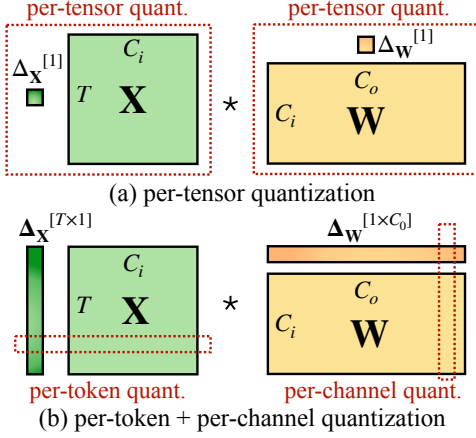 per-tensor quant. per-tensor quant.
Δ_X^[1] C_i Δ_W^[1]
T X * C_o
C_i W
(a) per-tensor quantization
Δ_X^[T×1] Δ_W^[1×C_0]
C_i
T X * C_o
C_i W
per-token quant. per-channel quant.
(b) per-token + per-channel quantization